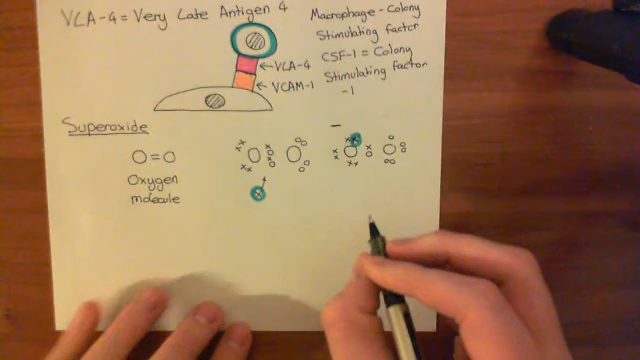 VLA-4 = Very Late Antigen 4
Macrophage - Colony
Stimulating factor
CSF-1 = Colony
Stimulating factor
-1
VLA-4
VCAM-1
Superoxide
O=O
Oxygen
molecule